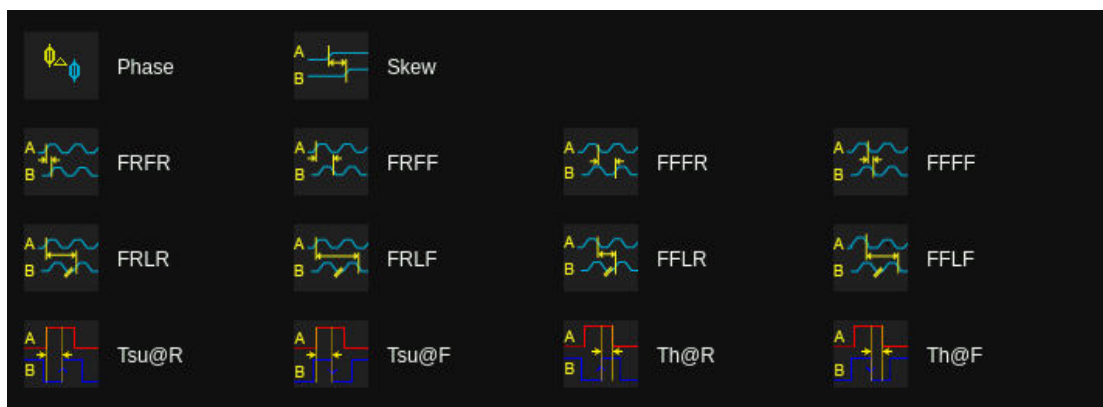 A B Phase A B Skew
A B FRFR A B FRFF A B FFFR A B FFFF
A B FRLR A B FRLF A B FFLR A B FFLF
A B Tsu@R A B Tsu@F A B Th@R A B Th@F